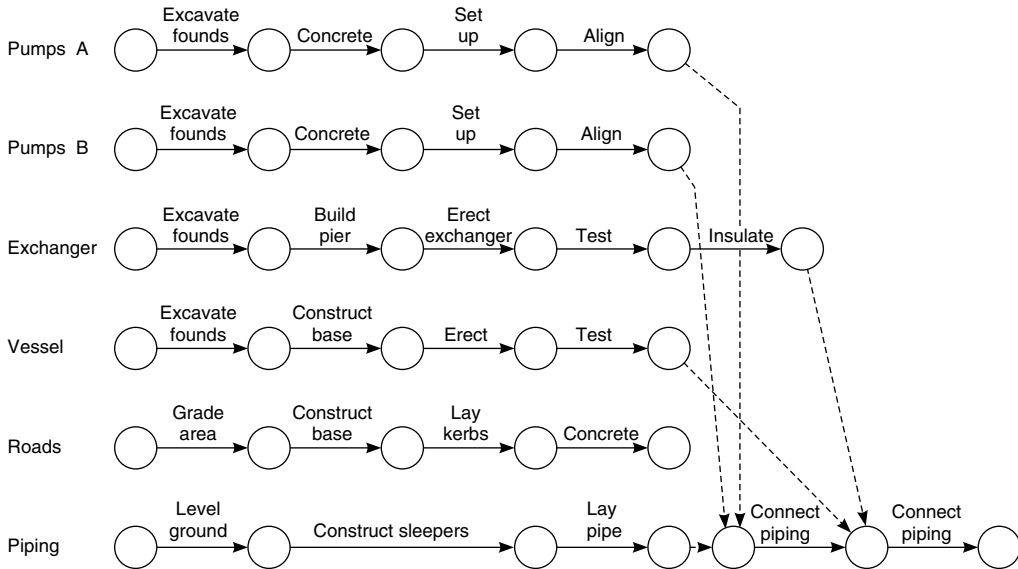 Pumps A
Excavate
founds
Concrete
Set
up
Align
Pumps B
Excavate
founds
Concrete
Set
up
Align
Exchanger
Excavate
founds
Build
pier
Erect
exchanger
Test
Insulate
Vessel
Excavate
founds
Construct
base
Erect
Test
Roads
Grade
area
Construct
base
Lay
kerbs
Concrete
Piping
Level
ground
Construct sleepers
Lay
pipe
Connect
piping
Connect
piping